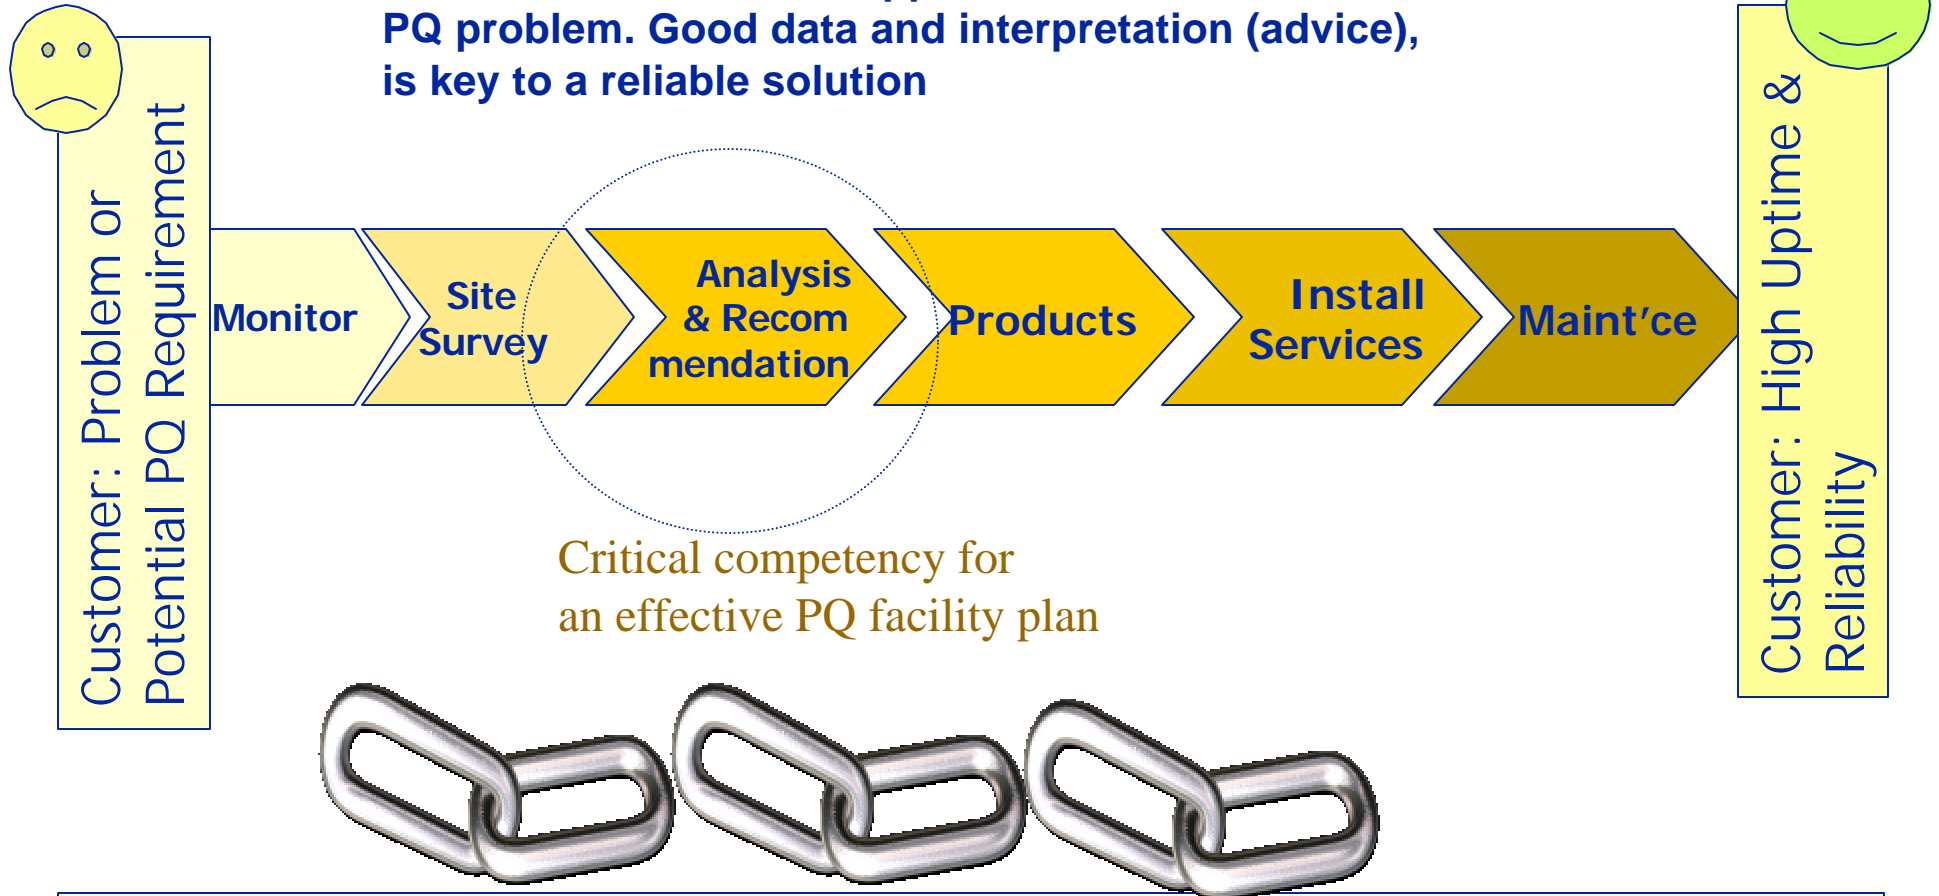 PQ problem. Good data and interpretation (advice),
is key to a reliable solution
Customer: Problem or
Potential PQ Requirement
Monitor
Site
Survey
Analysis
& Recom
mendation
Products
Install
Services
Maint'ce
Customer: High Uptime &
Reliability
Critical competency for
an effective PQ facility plan